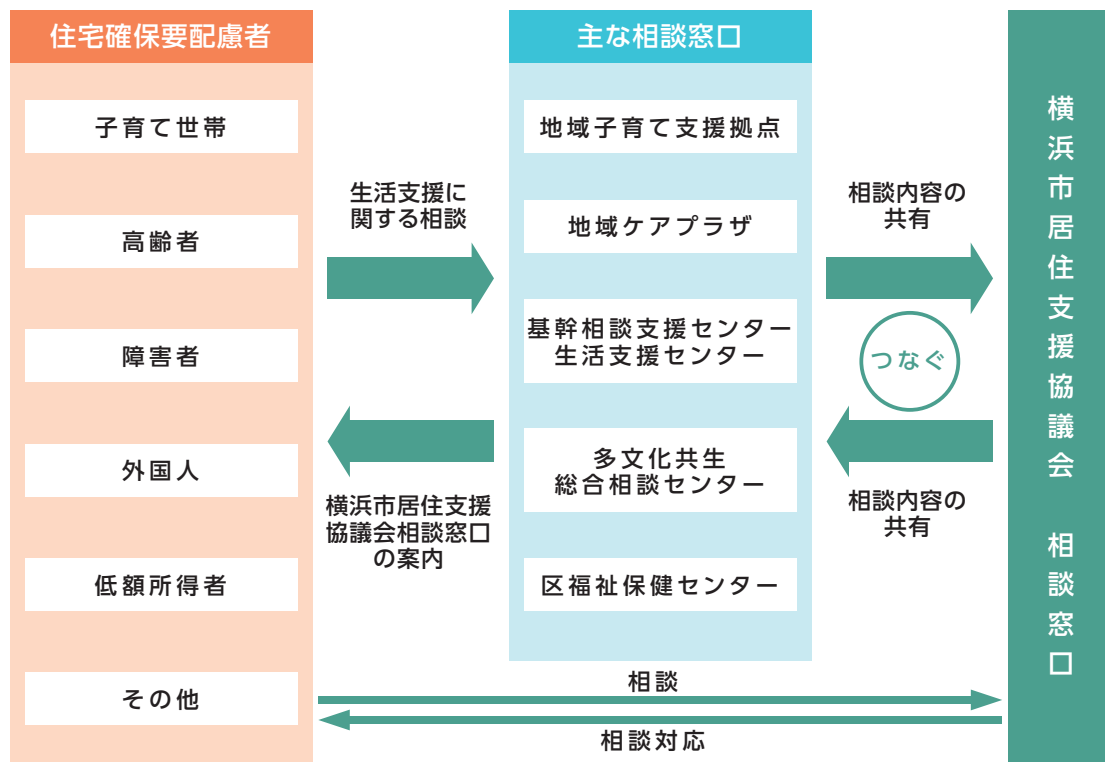 住宅確保要配慮者
子育て世帯
高齢者
障害者
外国人
低額所得者
その他
生活支援に
関する相談
横浜市居住支援
協議会相談窓口
の案内
主な相談窓口
地域子育て支援拠点
地域ケアプラザ
基幹相談支援センター
生活支援センター
多文化共生
総合相談センター
区福祉保健センター
相談内容の
共有
つなぐ
相談内容の
共有
横浜市居住支援協議会 相談窓口
相談
相談対応